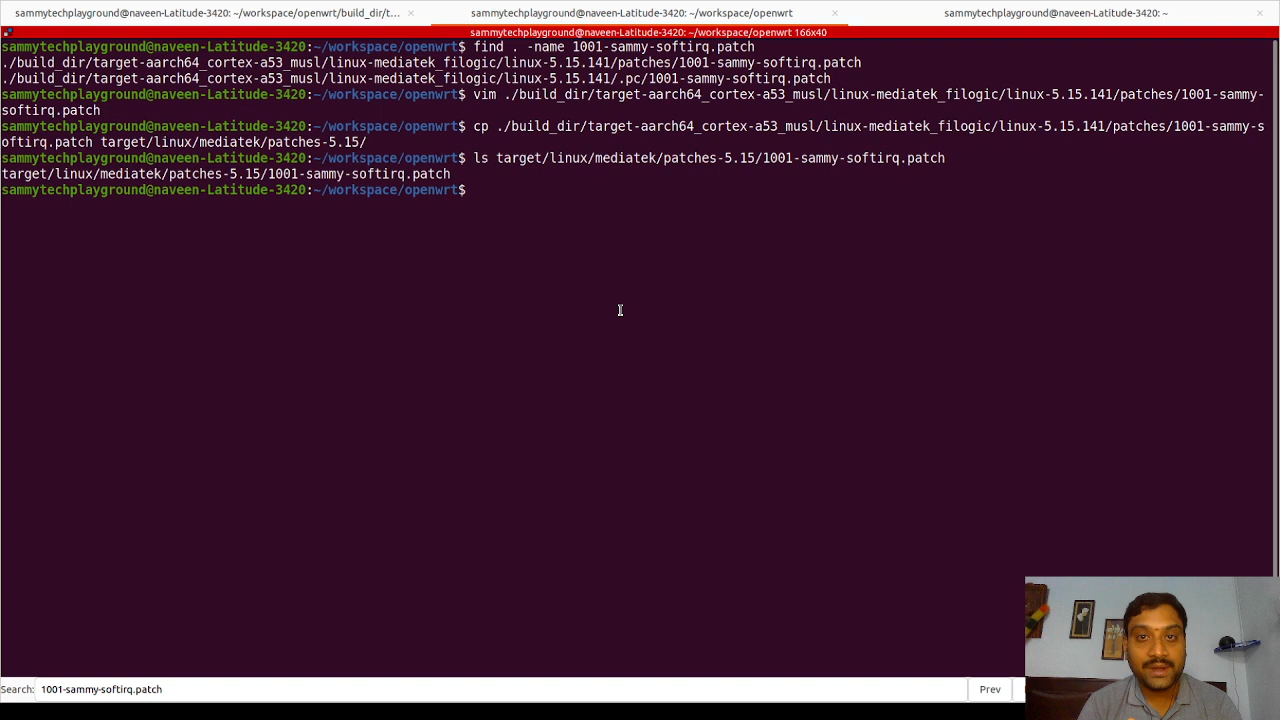 sammytechplayground@naveen-Latitude-3420: ~/workspace/openwrt/build_dir/t... × sammytechplayground@naveen-Latitude-3420: ~/workspace/openwrt × sammytechplayground@naveen-Latitude-3420: ~ ×
sammytechplayground@naveen-Latitude-3420: ~/workspace/openwrt 166x40
sammytechplayground@naveen-Latitude-3420:~/workspace/openwrt$ find . -name 1001-sammy-softirq.patch
./build_dir/target-aarch64_cortex-a53_musl/linux-mediatek_filogic/linux-5.15.141/patches/1001-sammy-softirq.patch
./build_dir/target-aarch64_cortex-a53_musl/linux-mediatek_filogic/linux-5.15.141/.pc/1001-sammy-softirq.patch
sammytechplayground@naveen-Latitude-3420:~/workspace/openwrt$ vim ./build_dir/target-aarch64_cortex-a53_musl/linux-mediatek_filogic/linux-5.15.141/patches/1001-sammy-
softirq.patch
sammytechplayground@naveen-Latitude-3420:~/workspace/openwrt$ cp ./build_dir/target-aarch64_cortex-a53_musl/linux-mediatek_filogic/linux-5.15.141/patches/1001-sammy-s
oftirq.patch target/linux/mediatek/patches-5.15/
sammytechplayground@naveen-Latitude-3420:~/workspace/openwrt$ ls target/linux/mediatek/patches-5.15/1001-sammy-softirq.patch
target/linux/mediatek/patches-5.15/1001-sammy-softirq.patch
sammytechplayground@naveen-Latitude-3420:~/workspace/openwrt$
Search: 1001-sammy-softirq.patch Prev